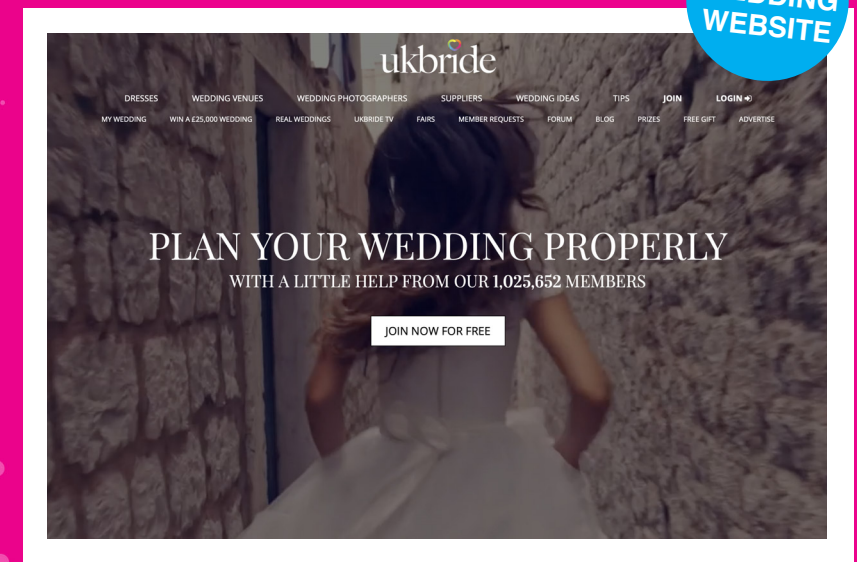 WEBSITE
ukbride
DRESSES WEDDING VENUES WEDDING PHOTOGRAPHERS SUPPLIERS WEDDING IDEAS TIPS JOIN LOGIN
MY WEDDING WIN A £25,000 WEDDING REAL WEDDINGS UKBRIDE TV FAIRS MEMBER REQUESTS FORUM BLOG PRIZES FREE GIFT ADVERTISE
PLAN YOUR WEDDING PROPERLY
WITH A LITTLE HELP FROM OUR 1,025,652 MEMBERS
JOIN NOW FOR FREE